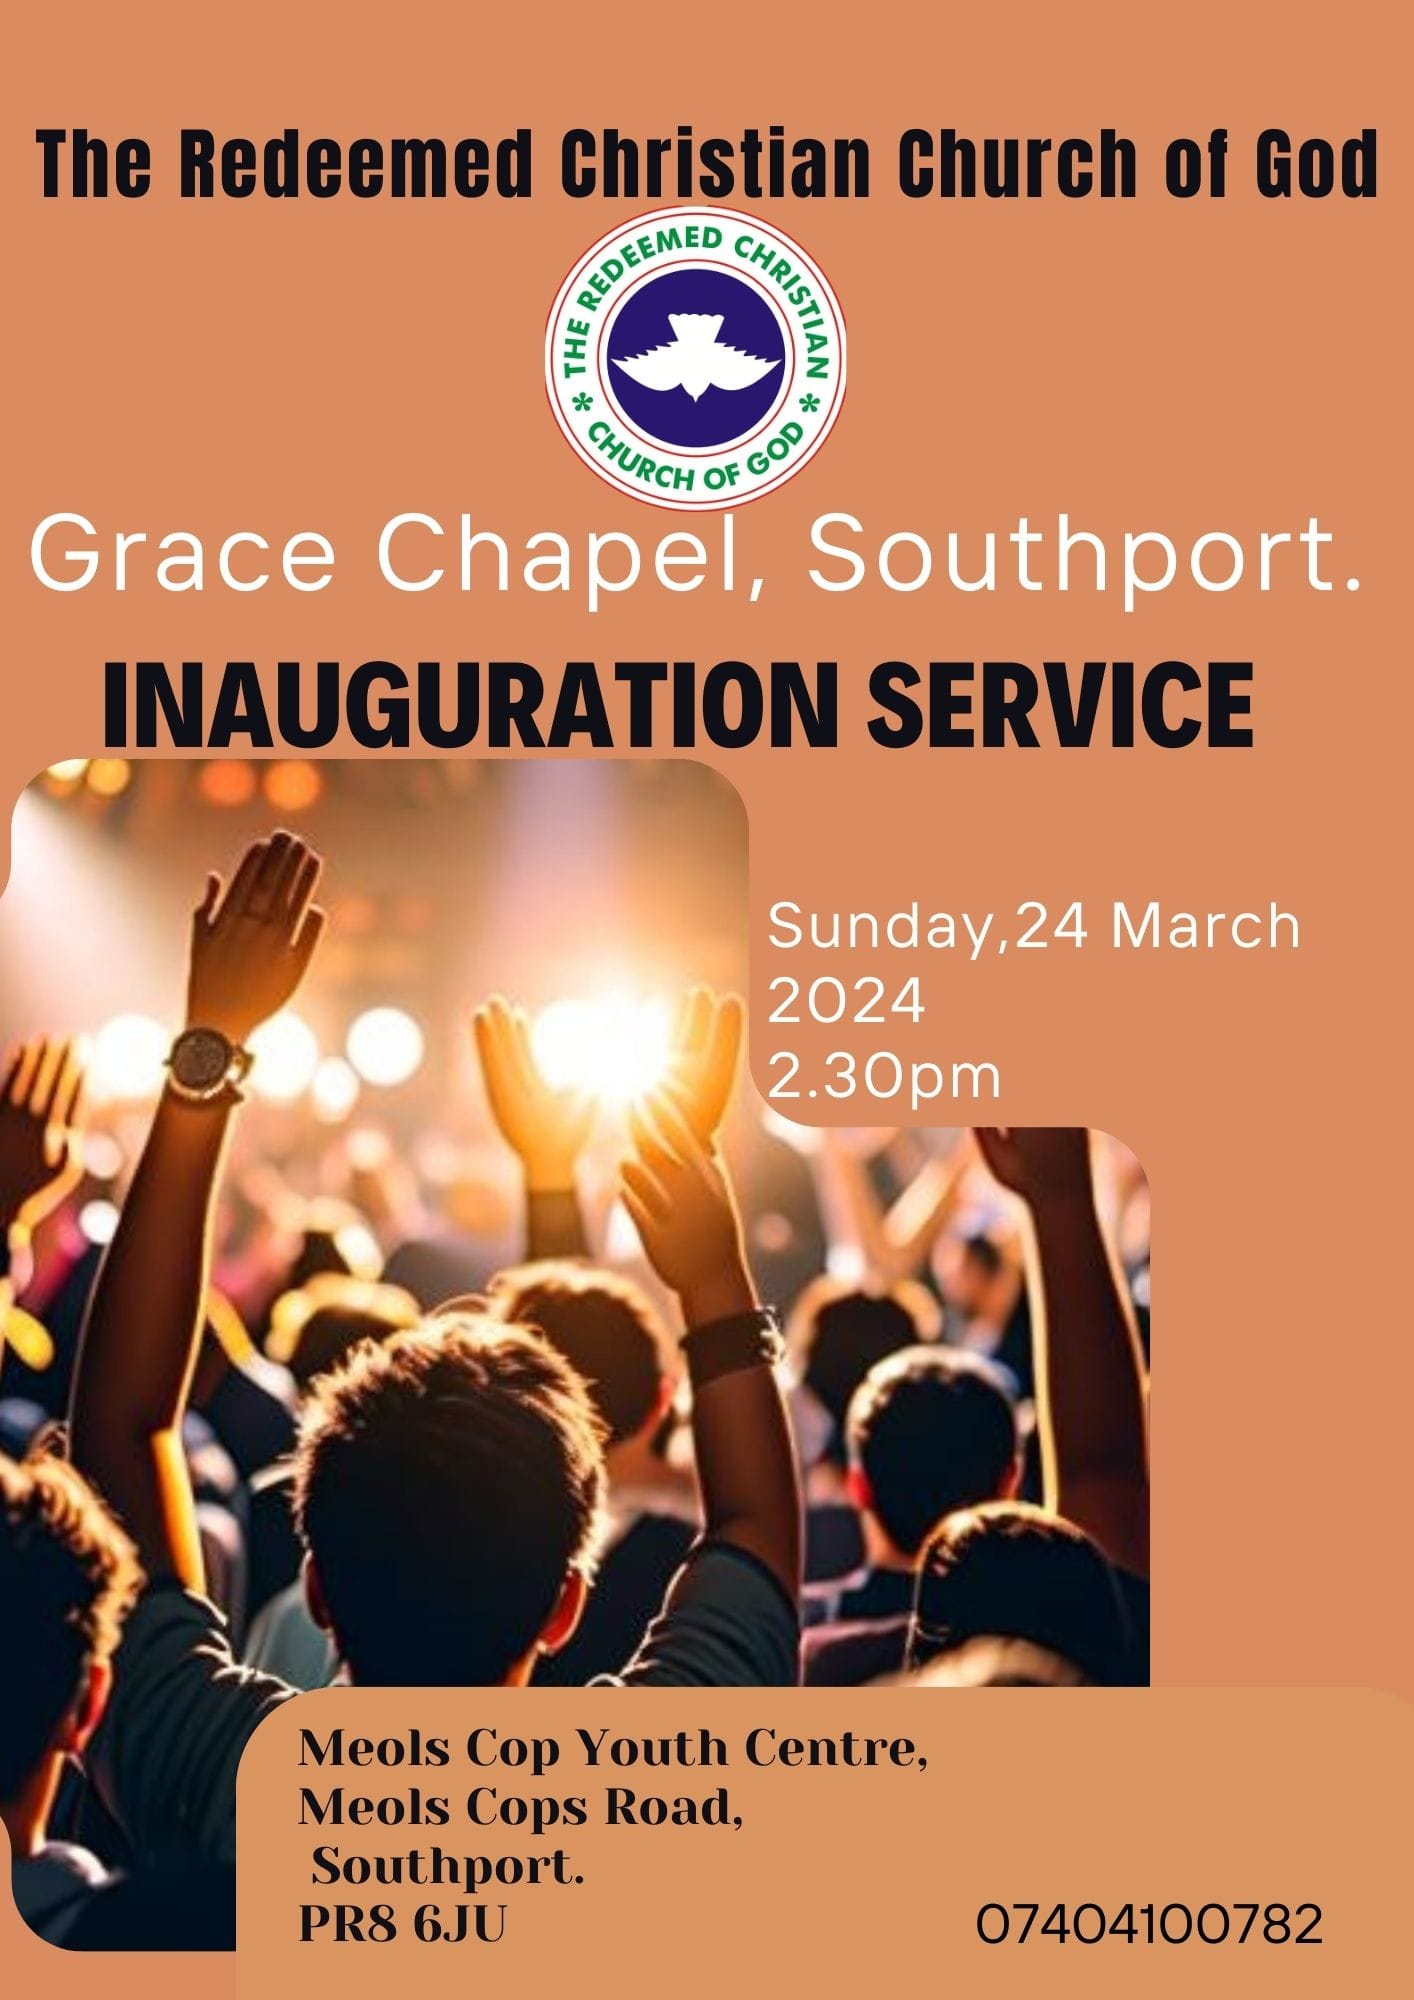 The Redeemed Christian Church of God
THE REDEEMED CHRISTIAN
* CHURCH OF GOD *
Grace Chapel, Southport.
INAUGURATION SERVICE
Sunday,24 March
2024
2.30pm
Meols Cop Youth Centre,
Meols Cops Road,
Southport.
PR8 6JU
07404100782